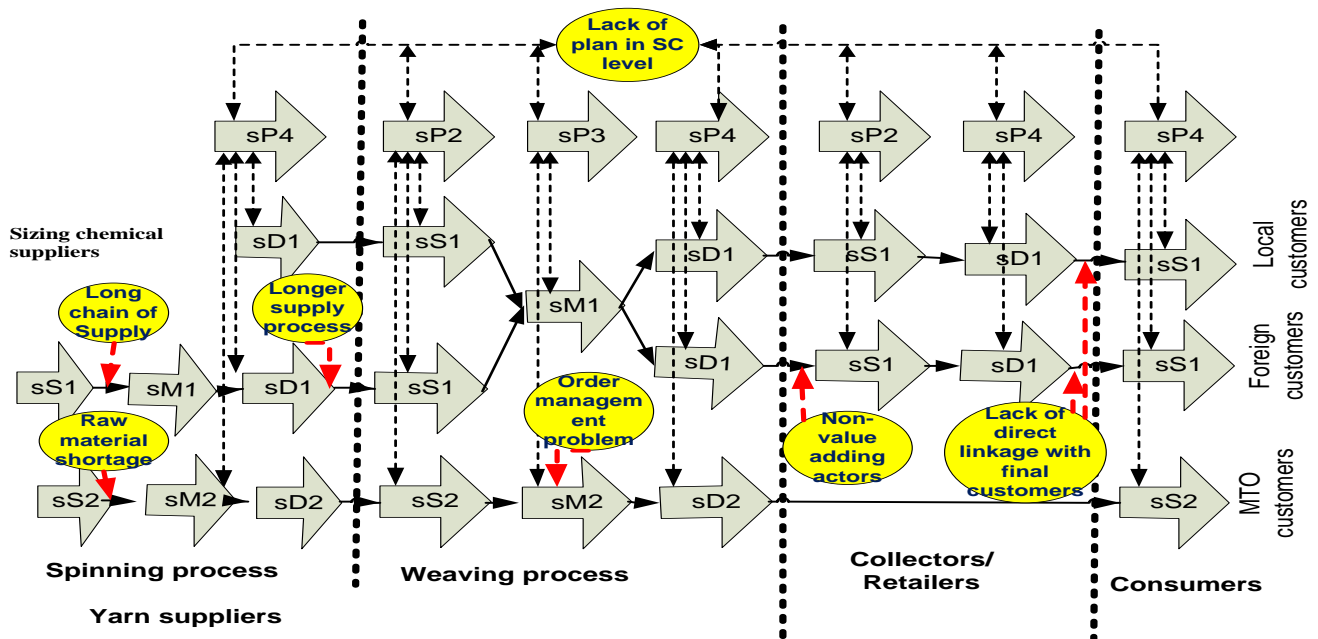 Lack of
plan in SC
level
sP4
sP2
sP3
sP4
sP2
sP4
sP4
Sizing chemical
suppliers
sD1
sS1
sD1
sS1
sD1
sS1
Local
customers
Long
chain of
Supply
Longer
supply
process
sM1
sS1
sM1
sD1
sS1
sD1
sS1
sD1
sS1
Foreign
customers
Raw
material
shortage
Order
managem
ent
problem
Non-
value
adding
actors
Lack of
direct
linkage with
final
customers
sS2
sM2
sD2
sS2
sM2
sD2
sS2
MTO
customers
Spinning process
Weaving process
Collectors/
Retailers
Consumers
Yarn suppliers